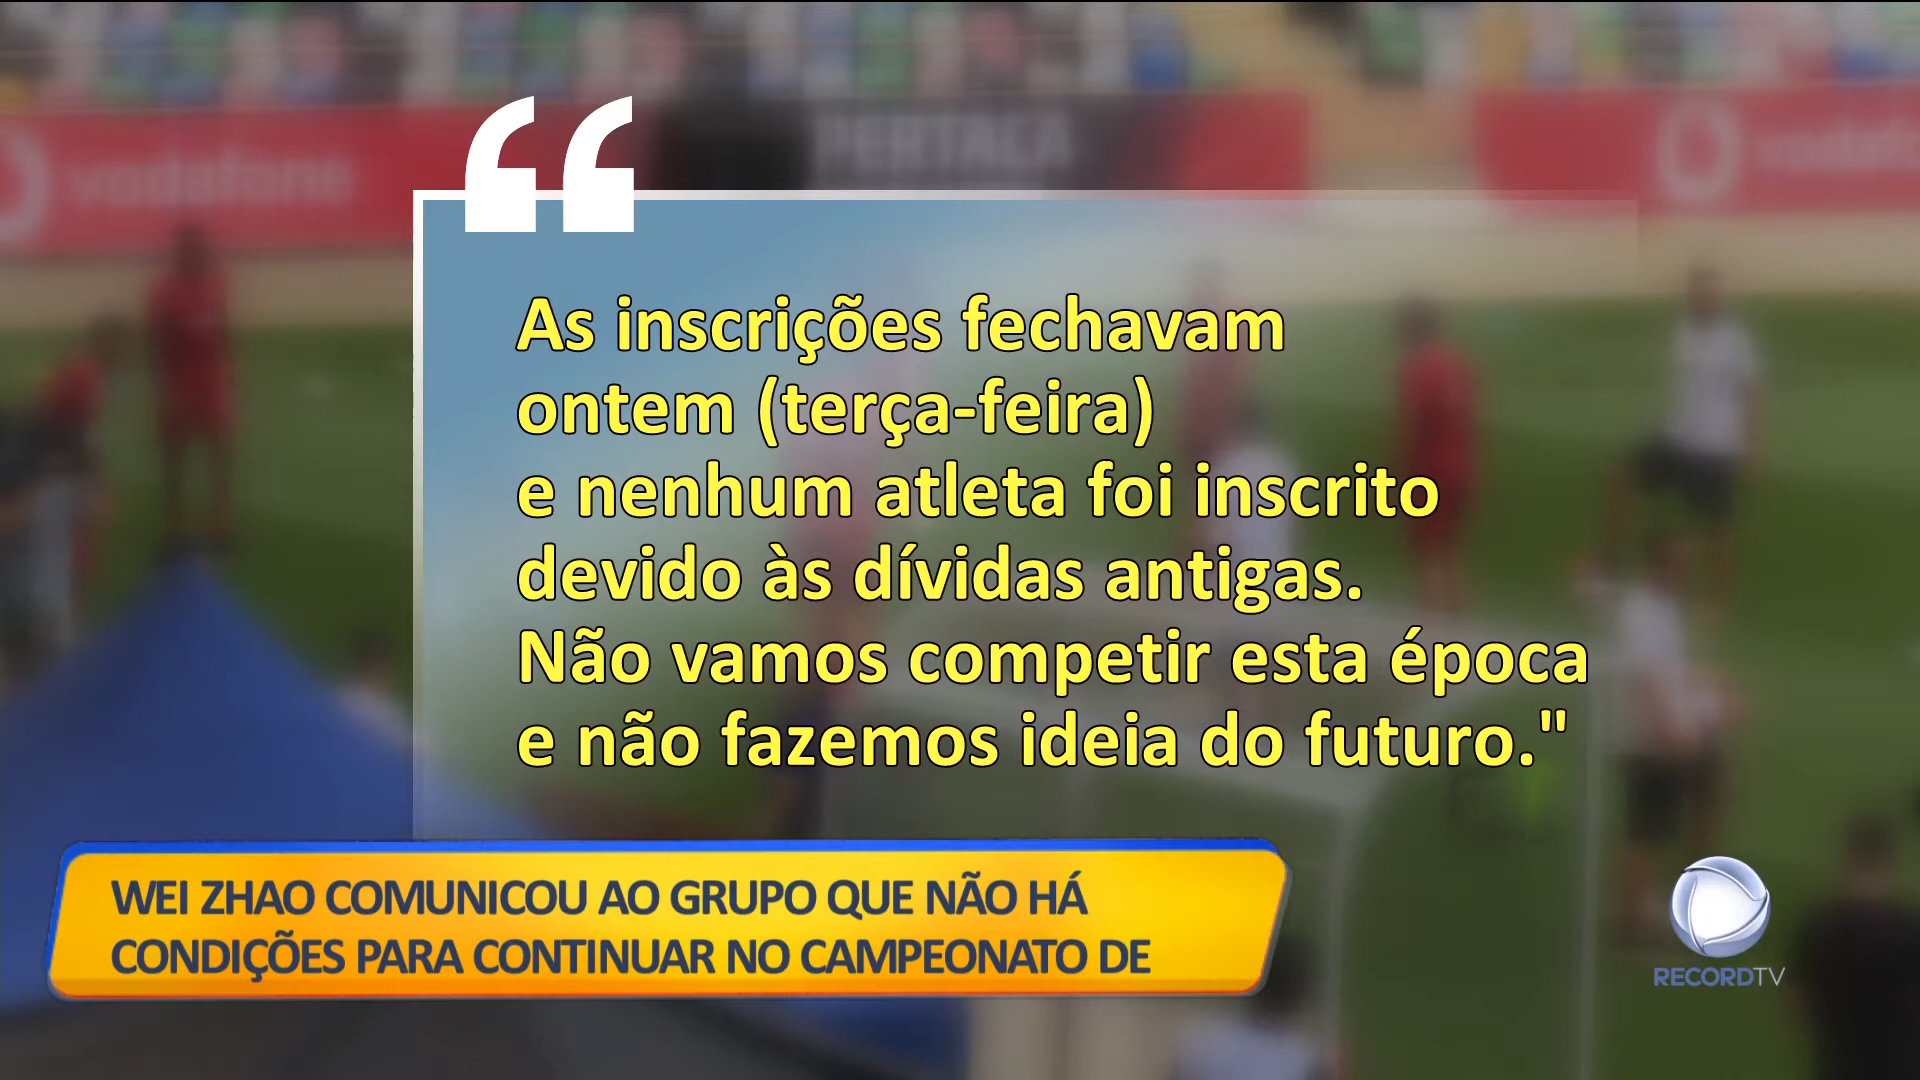 vodafone
As inscrições fechavam
ontem (terça-feira)
e nenhum atleta foi inscrito
devido às dívidas antigas.
Não vamos competir esta época
e não fazemos ideia do futuro."
WEI ZHAO COMUNICOU AO GRUPO QUE NÃO HÁ
CONDIÇÕES PARA CONTINUAR NO CAMPEONATO DE
RECORDTV